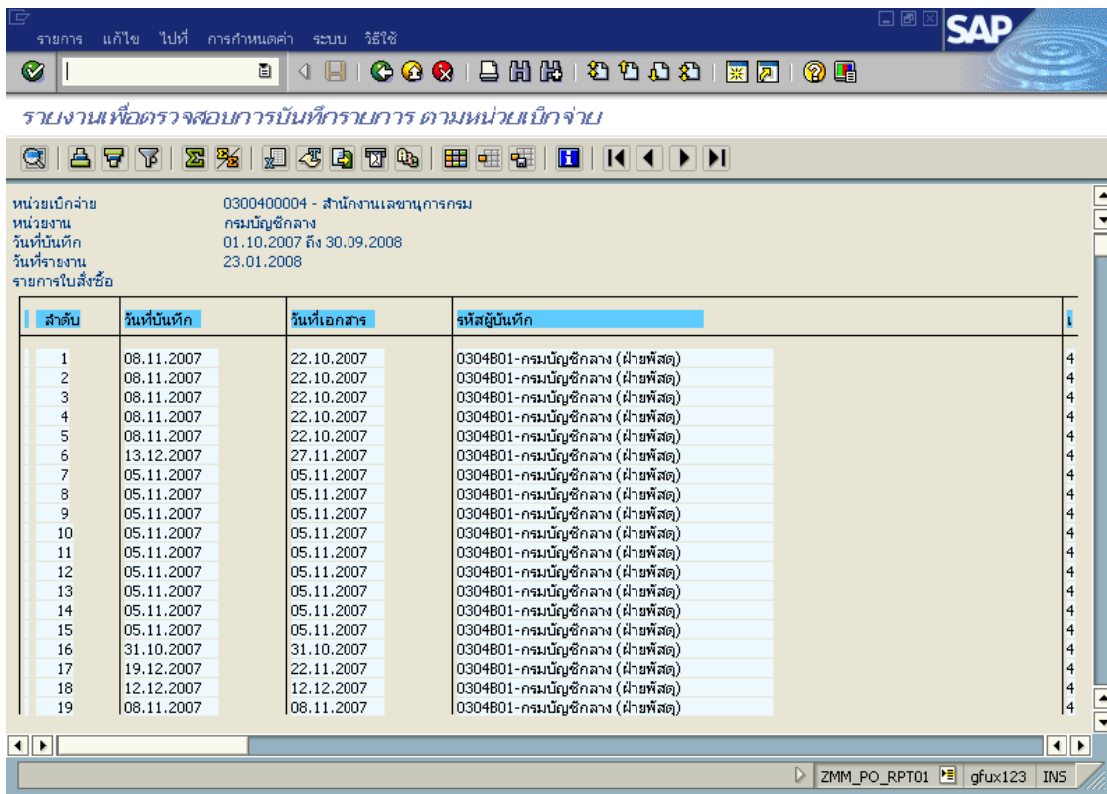 รายการ แก้ไข ไปที่ การกำหนดค่า ระบบ วิธีใช้
SAP
รายงานเพื่อตรวจสอบการบันทึกรายการ ตามหน่วยเบิกจ่าย
หน่วยเบิกจ่าย 0300400004 - สำนักงานเลขานุการกรม
หน่วยงาน กรมบัญชีกลาง
วันที่บันทึก 01.10.2007 ถึง 30.09.2008
วันที่รายงาน 23.01.2008
รายการใบสั่งซื้อ
ลำดับ วันที่บันทึก วันที่เอกสาร รหัสผู้บันทึก เ
1 08.11.2007 22.10.2007 0304B01-กรมบัญชีกลาง (ฝ่ายพัสดุ) 4
2 08.11.2007 22.10.2007 0304B01-กรมบัญชีกลาง (ฝ่ายพัสดุ) 4
3 08.11.2007 22.10.2007 0304B01-กรมบัญชีกลาง (ฝ่ายพัสดุ) 4
4 08.11.2007 22.10.2007 0304B01-กรมบัญชีกลาง (ฝ่ายพัสดุ) 4
5 08.11.2007 22.10.2007 0304B01-กรมบัญชีกลาง (ฝ่ายพัสดุ) 4
6 13.12.2007 27.11.2007 0304B01-กรมบัญชีกลาง (ฝ่ายพัสดุ) 4
7 05.11.2007 05.11.2007 0304B01-กรมบัญชีกลาง (ฝ่ายพัสดุ) 4
8 05.11.2007 05.11.2007 0304B01-กรมบัญชีกลาง (ฝ่ายพัสดุ) 4
9 05.11.2007 05.11.2007 0304B01-กรมบัญชีกลาง (ฝ่ายพัสดุ) 4
10 05.11.2007 05.11.2007 0304B01-กรมบัญชีกลาง (ฝ่ายพัสดุ) 4
11 05.11.2007 05.11.2007 0304B01-กรมบัญชีกลาง (ฝ่ายพัสดุ) 4
12 05.11.2007 05.11.2007 0304B01-กรมบัญชีกลาง (ฝ่ายพัสดุ) 4
13 05.11.2007 05.11.2007 0304B01-กรมบัญชีกลาง (ฝ่ายพัสดุ) 4
14 05.11.2007 05.11.2007 0304B01-กรมบัญชีกลาง (ฝ่ายพัสดุ) 4
15 05.11.2007 05.11.2007 0304B01-กรมบัญชีกลาง (ฝ่ายพัสดุ) 4
16 31.10.2007 31.10.2007 0304B01-กรมบัญชีกลาง (ฝ่ายพัสดุ) 4
17 19.12.2007 22.11.2007 0304B01-กรมบัญชีกลาง (ฝ่ายพัสดุ) 4
18 12.12.2007 12.12.2007 0304B01-กรมบัญชีกลาง (ฝ่ายพัสดุ) 4
19 08.11.2007 08.11.2007 0304B01-กรมบัญชีกลาง (ฝ่ายพัสดุ) 4
ZMM_PO_RPT01 gfux123 INS